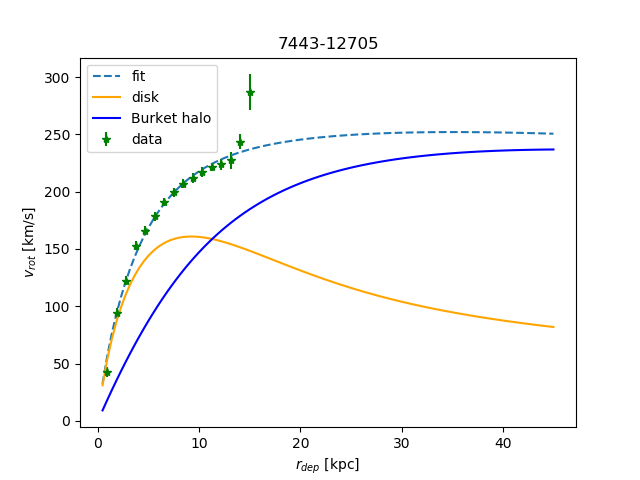 7443-12705
fit
disk
Burket halo
data
300
250
200
150
100
50
0
v_rot [km/s]
0 10 20 30 40
r_dep [kpc]